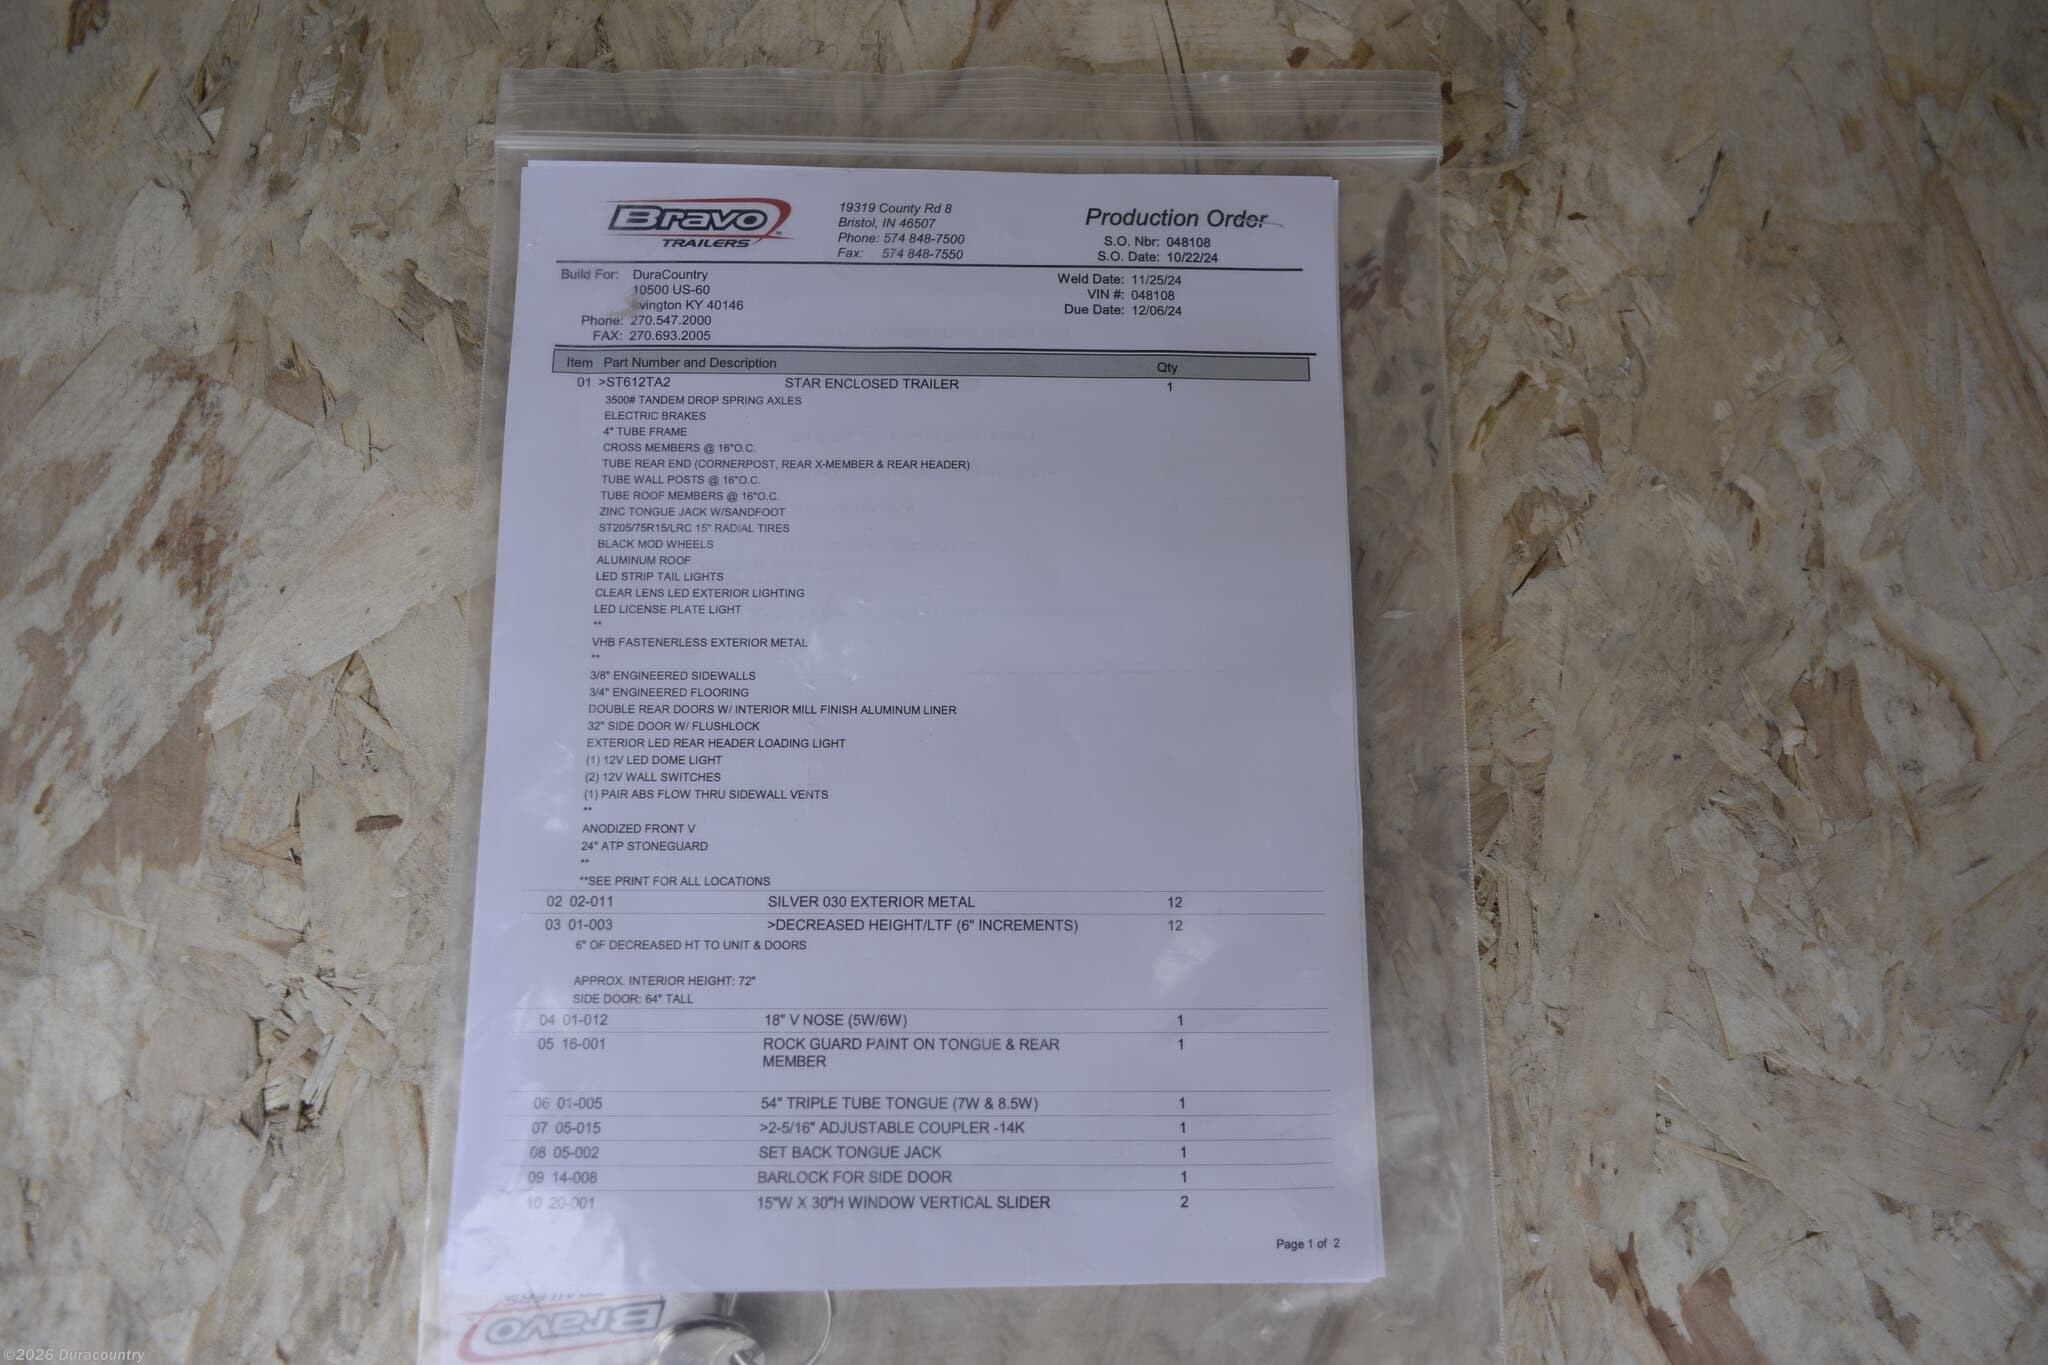 Bravo
TRAILERS
19319 County Rd 8
Bristol, IN 46507
Phone: 574 848-7500
Fax: 574 848-7550
Production Order
S.O. Nbr: 048108
S.O. Date: 10/22/24
Build For: DuraCountry
10500 US-60
vington KY 40146
Phone: 270.547.2000
FAX: 270.693.2005
Weld Date: 11/25/24
VIN #: 048108
Due Date: 12/06/24
Item Part Number and Description Qty
01 >ST612TA2 STAR ENCLOSED TRAILER 1
3500# TANDEM DROP SPRING AXLES
ELECTRIC BRAKES
4" TUBE FRAME
CROSS MEMBERS @ 16"O.C.
TUBE REAR END (CORNERPOST, REAR X-MEMBER & REAR HEADER)
TUBE WALL POSTS @ 16"O.C.
TUBE ROOF MEMBERS @ 16"O.C.
ZINC TONGUE JACK W/SANDFOOT
ST205/75R15/LRC 15" RADIAL TIRES
BLACK MOD WHEELS
ALUMINUM ROOF
LED STRIP TAIL LIGHTS
CLEAR LENS LED EXTERIOR LIGHTING
LED LICENSE PLATE LIGHT
**
VHB FASTENERLESS EXTERIOR METAL
**
3/8" ENGINEERED SIDEWALLS
3/4" ENGINEERED FLOORING
DOUBLE REAR DOORS W/ INTERIOR MILL FINISH ALUMINUM LINER
32" SIDE DOOR W/ FLUSHLOCK
EXTERIOR LED REAR HEADER LOADING LIGHT
(1) 12V LED DOME LIGHT
(2) 12V WALL SWITCHES
(1) PAIR ABS FLOW THRU SIDEWALL VENTS
**
ANODIZED FRONT V
24" ATP STONEGUARD
**
**SEE PRINT FOR ALL LOCATIONS
02 02-011 SILVER 030 EXTERIOR METAL 12
03 01-003 >DECREASED HEIGHT/LTF (6" INCREMENTS) 12
6" OF DECREASED HT TO UNIT & DOORS
APPROX. INTERIOR HEIGHT: 72"
SIDE DOOR: 64" TALL
04 01-012 18" V NOSE (5W/6W) 1
05 16-001 ROCK GUARD PAINT ON TONGUE & REAR 1
MEMBER
06 01-005 54" TRIPLE TUBE TONGUE (7W & 8.5W) 1
07 05-015 >2-5/16" ADJUSTABLE COUPLER -14K 1
08 05-002 SET BACK TONGUE JACK 1
09 14-008 BARLOCK FOR SIDE DOOR 1
10 20-001 15"W X 30"H WINDOW VERTICAL SLIDER 2
Page 1 of 2
Bravo
TRAILERS
©2026 Duracountry